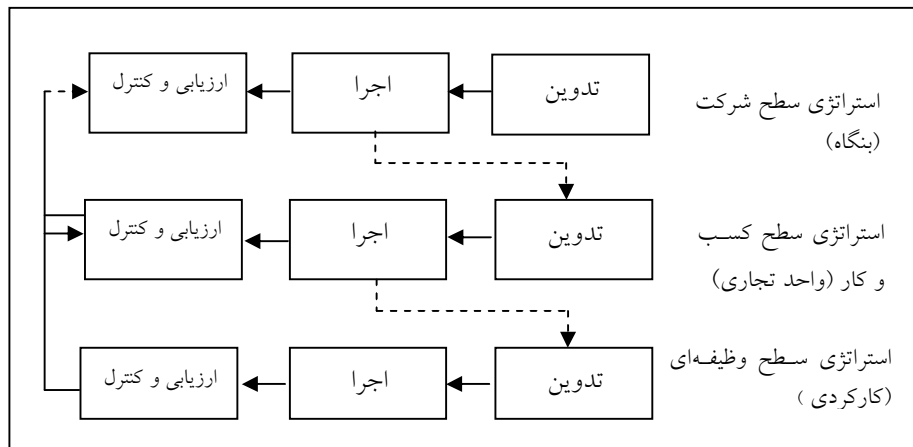 استراتژی سطح شرکت
(بنگاه)
تدوین
اجرا
ارزیابی و کنترل
استراتژی سطح کسب
و کار (واحد تجاری)
تدوین
اجرا
ارزیابی و کنترل
استراتژی سطح وظیفه‌ای
(کارکردی )
تدوین
اجرا
ارزیابی و کنترل